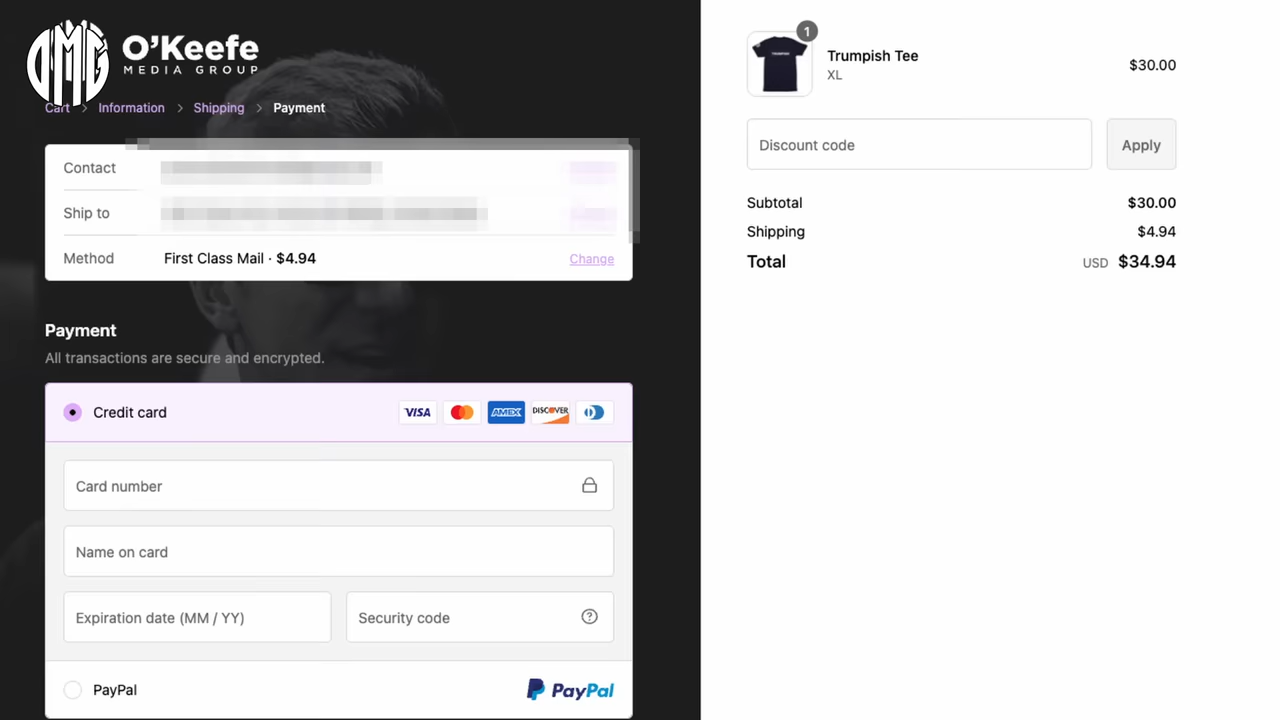 OMG
O'Keefe
MEDIA GROUP
Cart > Information > Shipping > Payment
Contact
Ship to
Method First Class Mail · $4.94 Change
Payment
All transactions are secure and encrypted.
Credit card VISA AMEX DISCOVER
Card number
Name on card
Expiration date (MM / YY) Security code
PayPal PayPal
1
Trumpish Tee
XL
$30.00
TRUMPISH
Discount code Apply
Subtotal $30.00
Shipping $4.94
Total USD $34.94